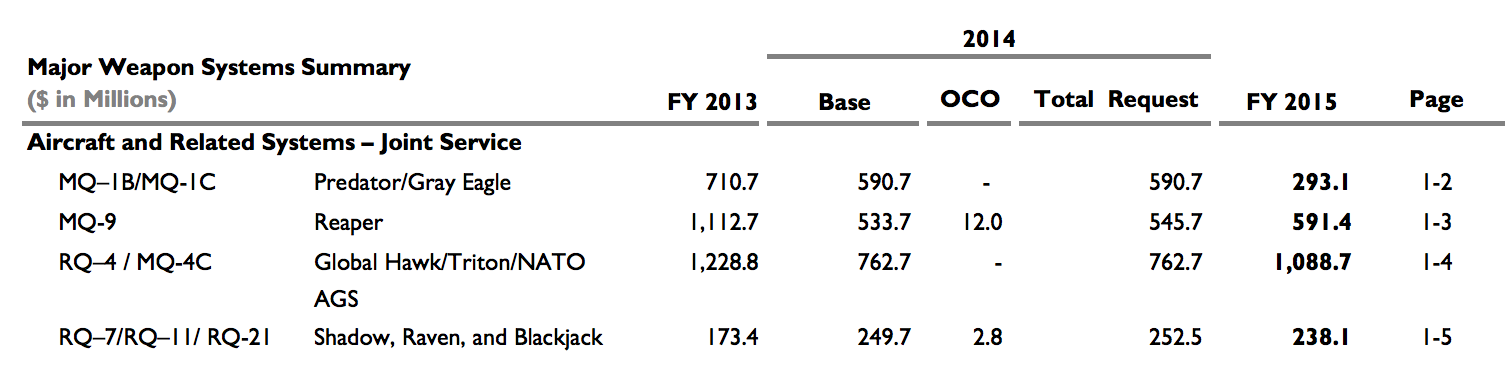 2014
Major Weapon Systems Summary
($ in Millions) FY 2013 Base OCO Total Request FY 2015 Page
Aircraft and Related Systems – Joint Service
MQ–1B/MQ-1C Predator/Gray Eagle 710.7 590.7 - 590.7 293.1 1-2
MQ-9 Reaper 1,112.7 533.7 12.0 545.7 591.4 1-3
RQ–4 / MQ-4C Global Hawk/Triton/NATO 1,228.8 762.7 - 762.7 1,088.7 1-4
AGS
RQ–7/RQ–11/ RQ-21 Shadow, Raven, and Blackjack 173.4 249.7 2.8 252.5 238.1 1-5